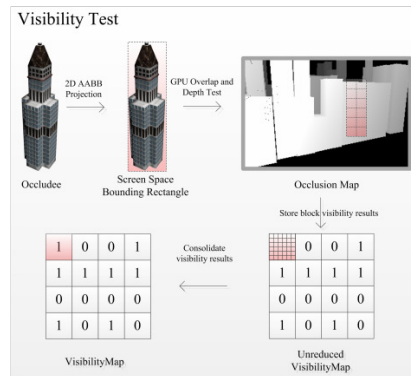 Visibility Test
2D AABB
Projection
GPU Overlap and
Depth Test
Occludee
Screen Space
Bounding Rectangle
Occlusion Map
Store block visibility results
Consolidate
visibility results
1 0 0 1
1 1 1 1
0 0 0 0
1 0 1 0
VisibilityMap
0 0 1
1 1 1 1
0 0 0 0
1 0 1 0
Unreduced
VisibilityMap